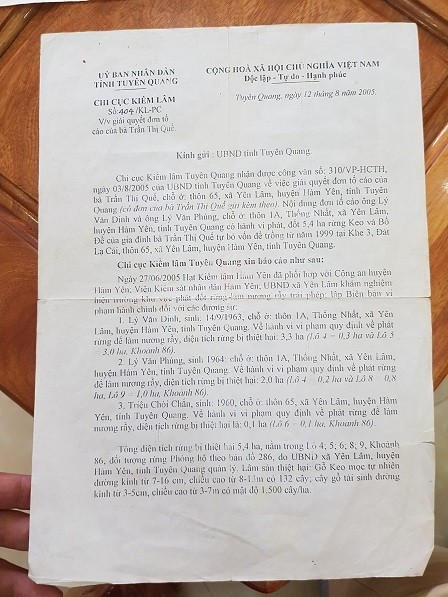 UỶ BAN NHÂN DÂN
TỈNH TUYÊN QUANG
CỘNG HOÀ XÃ HỘI CHỦ NGHĨA VIỆT NAM
Độc lập - Tự do - Hạnh phúc
CHI CỤC KIỂM LÂM
Số:404/KL-PC
V/v giải quyết đơn tố
cáo của bà Trần Thị Quế.
Tuyên Quang, ngày 12 tháng 8 năm 2005.
Kính gửi : UBND tỉnh Tuyên Quang.
Chi cục Kiểm lâm Tuyên Quang nhận được công văn số: 310/VP-HCTH,
ngày 03/8/2005 của UBND tỉnh Tuyên Quang về việc giải quyết đơn tố cáo của
bà Trần Thị Quế, chỗ ở: thôn 65, xã Yên Lâm, huyện Hàm Yên, tỉnh Tuyên
Quang (có đơn của bà Trần Thị Quế gửi kèm theo). Nội dung đơn tố cáo ông Lý
Văn Dinh và ông Lý Văn Phúng, chỗ ở: thôn 1A, Thống Nhất, xã Yên Lâm,
huyện Hàm Yên, tỉnh Tuyên Quang có hành vi phát, đốt 5,4 ha rừng Keo và Bồ
Đề của gia đình bà Trần Thị Quế tự bỏ vốn để trồng từ năm 1999 tại Khe 3, Đát
Lạ Cái, thôn 65, xã Yên Lâm, huyện Hàm Yên, tỉnh Tuyên Quang.
Chi cục Kiểm lâm Tuyên Quang xin báo cáo như sau:
Ngày 27/06/2005 Hạt Kiểm lâm Hàm Yên đã phối hợp với Công an huyện
Hàm Yên, Viện Kiểm sát nhân dân Hàm Yên, UBND xã Yên Lâm khám nghiệm
hiện trường khu vực phát đốt rừng làm nương rẫy trái phép, lập Biên bản vi
phạm hành chính đối với các đương sự:
1. Lý Văn Dinh, sinh: 14/9/1963, chỗ ở: thôn 1A, Thống Nhất, xã Yên
Lâm, huyện Hàm Yên, tỉnh Tuyên Quang. Về hành vi vi phạm quy định về phát
rừng để làm nương rẫy, diện tích rừng bị thiệt hại: 3,3 ha (Lô 4 = 0,3 ha và Lô 5
= 3,0 ha, Khoảnh 86).
2. Lý Văn Phúng, sinh 1964: chỗ ở: thôn 1A, Thống Nhất, xã Yên Lâm,
huyện Hàm Yên, tỉnh Tuyên Quang. Về hành vi vi phạm quy định về phát rừng
để làm nương rẫy, diện tích rừng bị thiệt hại: 2,0 ha (Lô 4 = 0,2 ha và Lô 8 = 0,8
ha, Lô 9 = 1,0 ha, Khoảnh 86).
3. Triệu Chòi Chân, sinh: 1960, chỗ ở: thôn 65, xã Yên Lâm, huyện Hàm
Yên, tỉnh Tuyên Quang. Về hành vi vi phạm quy định về phát rừng để làm
nương rẫy, diện tích rừng bị thiệt hại là: 0,1 ha (Lô 6 = 0,1 ha, Khoảnh 86).
Tổng diện tích rừng bị thiệt hại 5,4 ha, nằm trong Lô 4; 5; 6; 8; 9, Khoảnh
86, đối tượng rừng Phòng hộ theo bản đồ 286, do UBND xã Yên Lâm, huyện
Hàm Yên, tỉnh Tuyên Quang quản lý. Lâm sản thiệt hại: Gỗ Keo mọc tự nhiên
đường kính từ 7-16 cm, chiều cao từ 8-13m có 132 cây; cây gỗ tái sinh đường
kính từ 3-5cm, chiều cao từ 3-7m có mật độ 1.500 cây/ha.